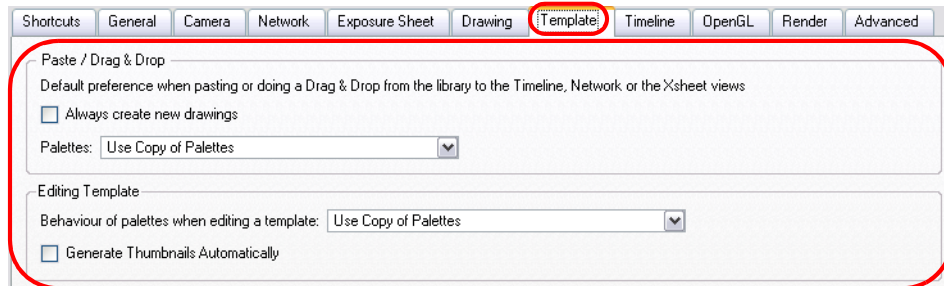 Shortcuts General Camera Network Exposure Sheet Drawing Template Timeline OpenGL Render Advanced
Paste / Drag & Drop
Default preference when pasting or doing a Drag & Drop from the library to the Timeline, Network or the Xsheet views
Always create new drawings
Palettes: Use Copy of Palettes
Editing Template
Behaviour of palettes when editing a template: Use Copy of Palettes
Generate Thumbnails Automatically